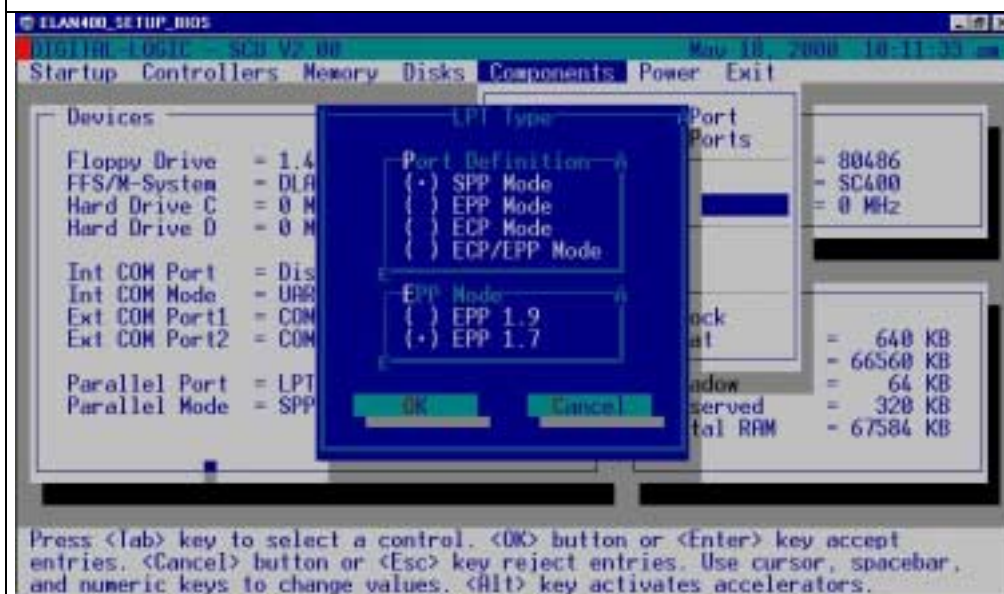 ELAN400_SETUP_BIOS
DIGITAL-LOGIC - SCU V2.00 May 18, 2000 10:11:33 am
Startup Controllers Memory Disks Components Power Exit
Devices
Floppy Drive = 1.4
FFS/M-System = DLA
Hard Drive C = 0 M
Hard Drive D = 0 M
Int COM Port = Dis
Int COM Mode = UAR
Ext COM Port1 = COM
Ext COM Port2 = COM
Parallel Port = LPT
Parallel Mode = SPP
LPT Type
Port Definition
(•) SPP Mode
( ) EPP Mode
( ) ECP Mode
( ) ECP/EPP Mode
EPP Mode
( ) EPP 1.9
(•) EPP 1.7
OK Cancel
Port
Ports
= 80486
= SC400
= 0 MHz
ock
at = 640 KB
= 66560 KB
adow = 64 KB
served = 320 KB
tal RAM = 67584 KB
Press <Tab> key to select a control. <OK> button or <Enter> key accept
entries. <Cancel> button or <Esc> key reject entries. Use cursor, spacebar,
and numeric keys to change values. <Alt> key activates accelerators.